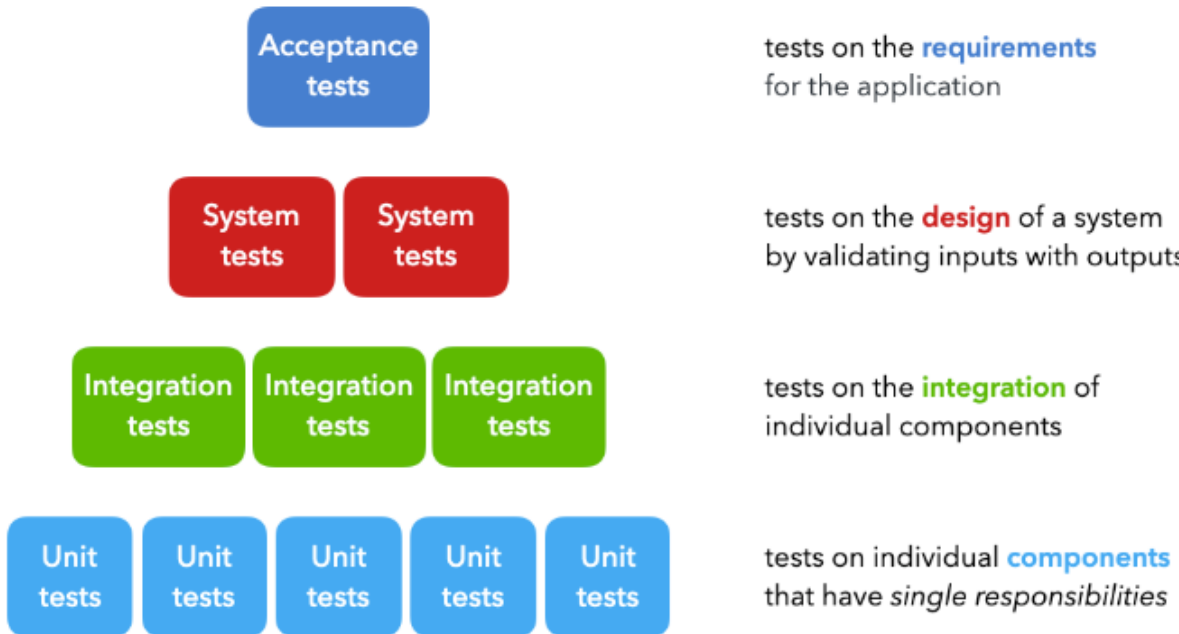 Acceptance
tests
tests on the requirements
for the application
System
tests
System
tests
tests on the design of a system
by validating inputs with outputs
Integration
tests
Integration
tests
Integration
tests
tests on the integration of
individual components
Unit
tests
Unit
tests
Unit
tests
Unit
tests
Unit
tests
tests on individual components
that have single responsibilities